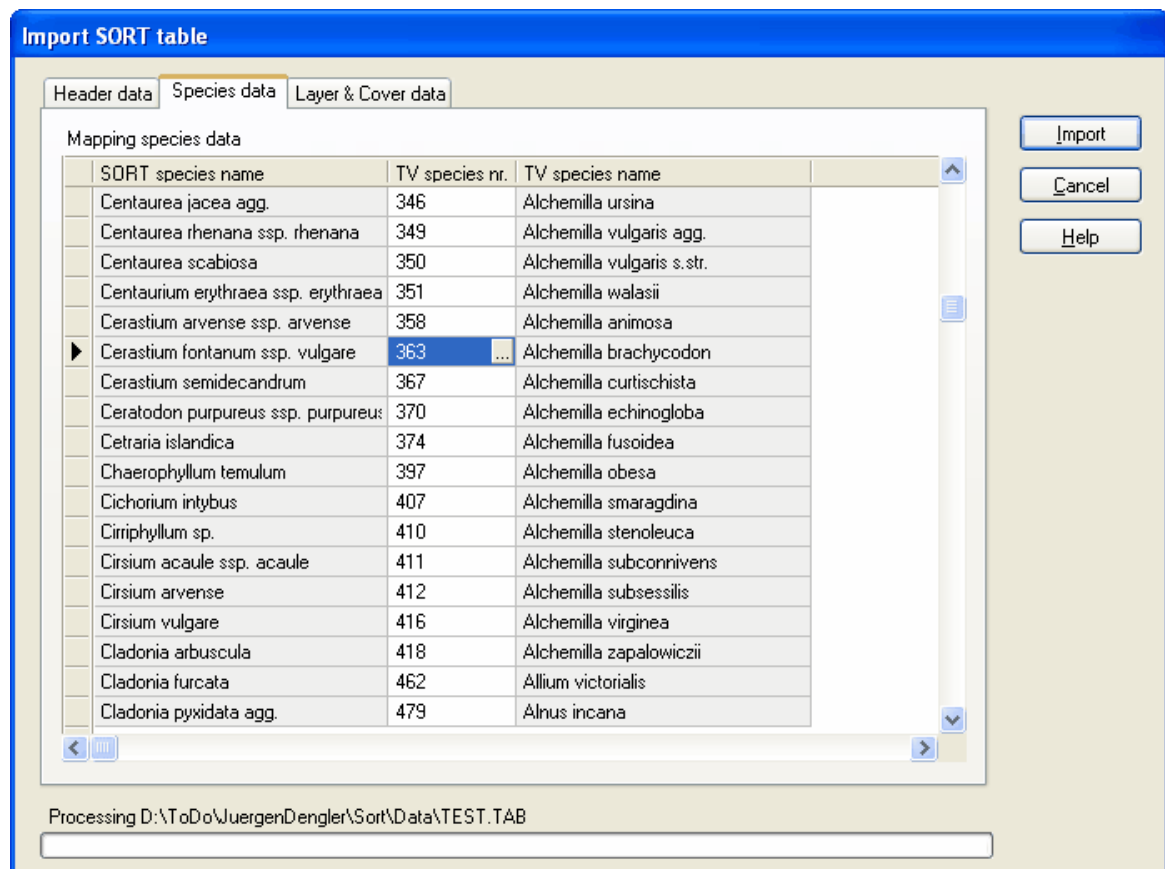 Import SORT table
Header data Species data Layer & Cover data
Import
Mapping species data
SORT species name TV species nr. TV species name
Cancel
Centaurea jacea agg. 346 Alchemilla ursina
Centaurea rhenana ssp. rhenana 349 Alchemilla vulgaris agg.
Help
Centaurea scabiosa 350 Alchemilla vulgaris s.str.
Centaurium erythraea ssp. erythraea 351 Alchemilla walasii
Cerastium arvense ssp. arvense 358 Alchemilla animosa
Cerastium fontanum ssp. vulgare 363 ... Alchemilla brachycodon
Cerastium semidecandrum 367 Alchemilla curtischista
Ceratodon purpureus ssp. purpureus 370 Alchemilla echinogloba
Cetraria islandica 374 Alchemilla fusoidea
Chaerophyllum temulum 397 Alchemilla obesa
Cichorium intybus 407 Alchemilla smaragdina
Cirriphyllum sp. 410 Alchemilla stenoleuca
Cirsium acaule ssp. acaule 411 Alchemilla subconnivens
Cirsium arvense 412 Alchemilla subsessilis
Cirsium vulgare 416 Alchemilla virginea
Cladonia arbuscula 418 Alchemilla zapalowiczii
Cladonia furcata 462 Allium victorialis
Cladonia pyxidata agg. 479 Alnus incana
Processing D:\ToDo\JuergenDengler\Sort\Data\TEST.TAB